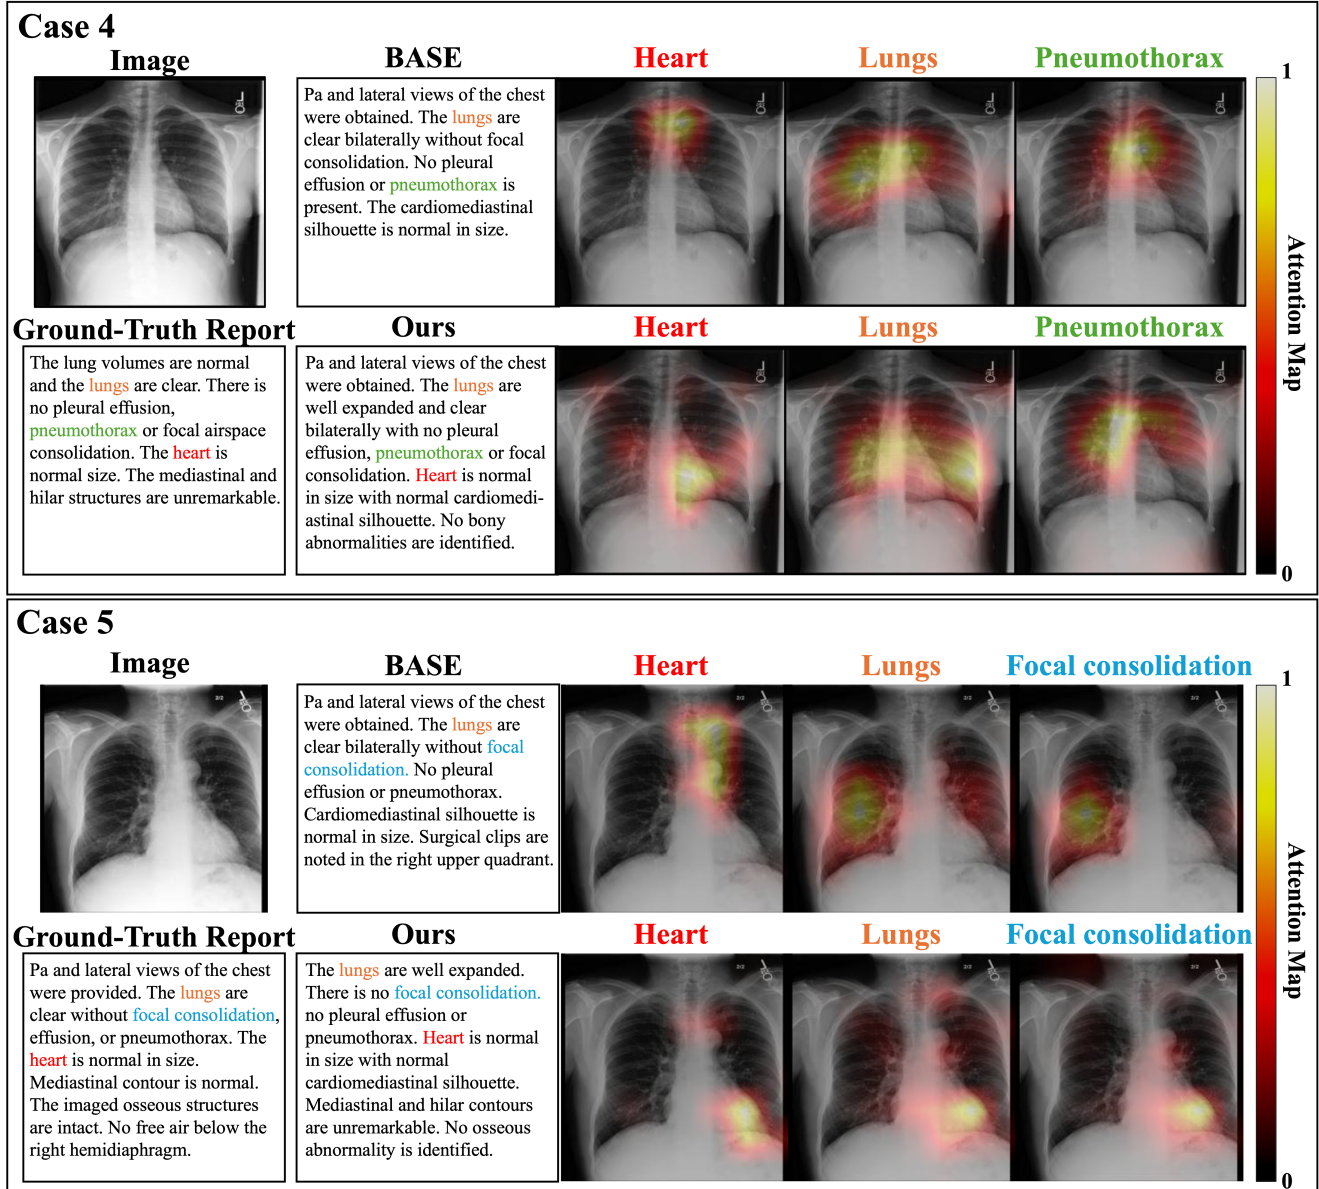 Case 4
Image
BASE
Heart
Lungs
Pneumothorax
Pa and lateral views of the chest
were obtained. The lungs are
clear bilaterally without focal
consolidation. No pleural
effusion or pneumothorax is
present. The cardiomediastinal
silhouette is normal in size.
1
Attention Map
0
Ground-Truth Report
Ours
Heart
Lungs
Pneumothorax
The lung volumes are normal
and the lungs are clear. There is
no pleural effusion,
pneumothorax or focal airspace
consolidation. The heart is
normal size. The mediastinal and
hilar structures are unremarkable.
Pa and lateral views of the chest
were obtained. The lungs are
well expanded and clear
bilaterally with no pleural
effusion, pneumothorax or focal
consolidation. Heart is normal
in size with normal cardiomedi-
astinal silhouette. No bony
abnormalities are identified.
Case 5
Image
BASE
Heart
Lungs
Focal consolidation
Pa and lateral views of the chest
were obtained. The lungs are
clear bilaterally without focal
consolidation. No pleural
effusion or pneumothorax.
Cardiomediastinal silhouette is
normal in size. Surgical clips are
noted in the right upper quadrant.
1
Attention Map
0
Ground-Truth Report
Ours
Heart
Lungs
Focal consolidation
Pa and lateral views of the chest
were provided. The lungs are
clear without focal consolidation,
effusion, or pneumothorax. The
heart is normal in size.
Mediastinal contour is normal.
The imaged osseous structures
are intact. No free air below the
right hemidiaphragm.
The lungs are well expanded.
There is no focal consolidation.
no pleural effusion or
pneumothorax. Heart is normal
in size with normal
cardiomediastinal silhouette.
Mediastinal and hilar contours
are unremarkable. No osseous
abnormality is identified.